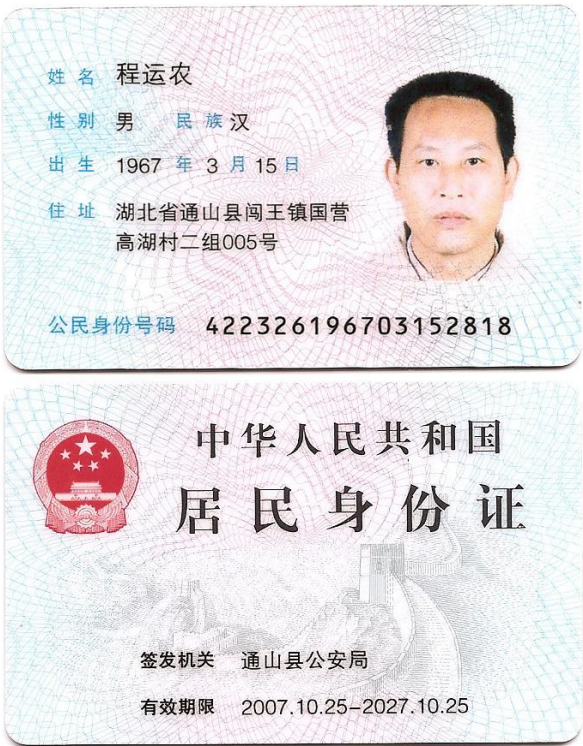 姓名 程运农
性别 男 民族 汉
出生 1967 年 3 月 15 日
住址 湖北省通山县闯王镇国营
高湖村二组005号
公民身份号码 422326196703152818
中华人民共和国
居民身份证
签发机关 通山县公安局
有效期限 2007.10.25-2027.10.25